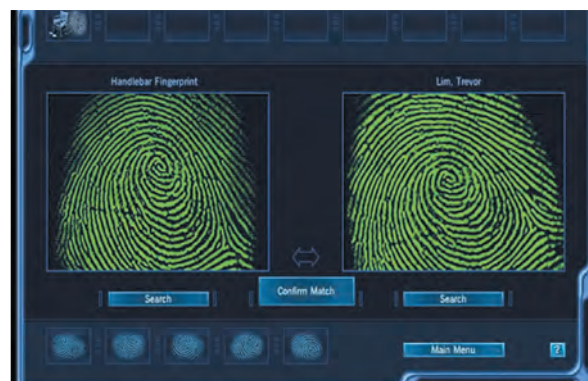 Handlebar Fingerprint
Lim, Trevor
Confirm Match
Search
Search
Main Menu
?